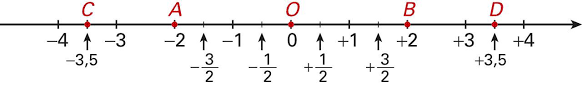 C A O B D
−4 −3 −2 −1 0 +1 +2 +3 +4
−3,5 −3/2 −1/2 +1/2 +3/2 +3,5